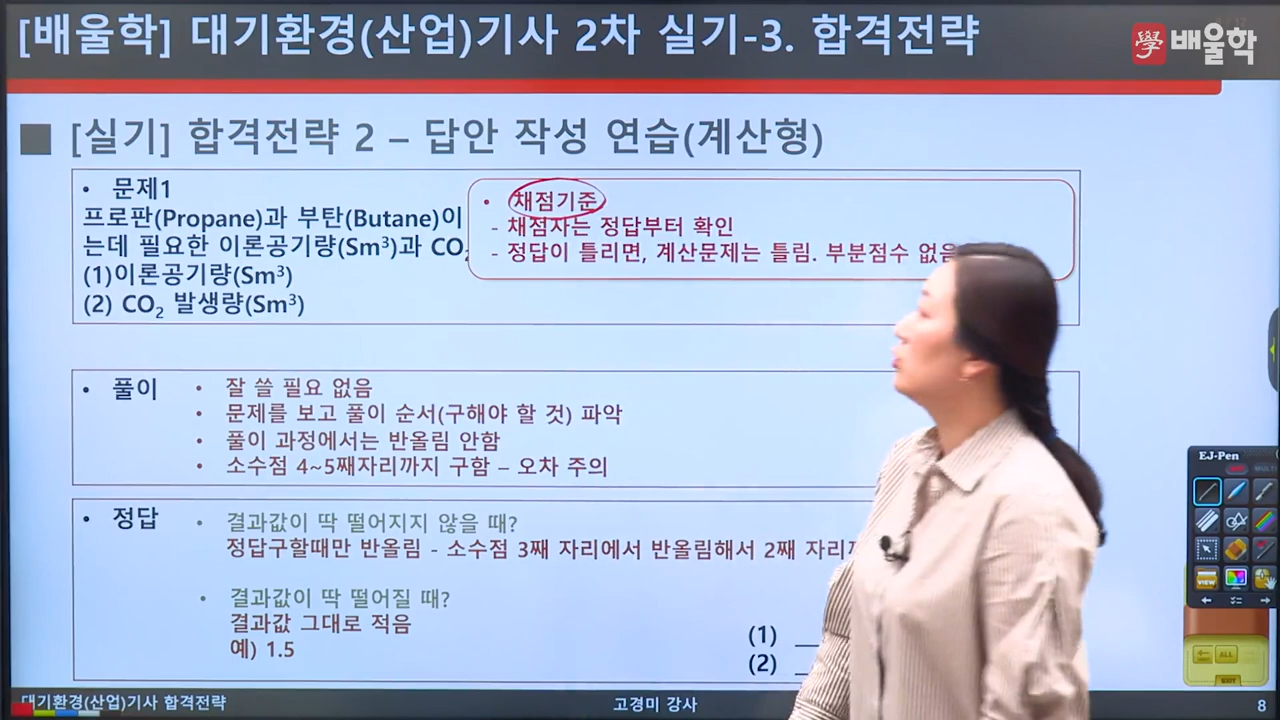 [배울학] 대기환경(산업)기사 2차 실기-3. 합격전략
學 배울학
[실기] 합격전략 2 – 답안 작성 연습(계산형)
• 문제1
프로판(Propane)과 부탄(Butane)이
는데 필요한 이론공기량(Sm³)과 CO₂
(1)이론공기량(Sm³)
(2) CO₂ 발생량(Sm³)
• 채점기준
- 채점자는 정답부터 확인
- 정답이 틀리면, 계산문제는 틀림. 부분점수 없음
• 풀이
• 잘 쓸 필요 없음
• 문제를 보고 풀이 순서(구해야 할 것) 파악
• 풀이 과정에서는 반올림 안함
• 소수점 4~5째자리까지 구함 – 오차 주의
• 정답
• 결과값이 딱 떨어지지 않을 때?
정답구할때만 반올림 - 소수점 3째 자리에서 반올림해서 2째 자리
• 결과값이 딱 떨어질 때?
결과값 그대로 적음
예) 1.5
(1)
(2)
EJ-Pen
VIEW
ALL
EXIT
대기환경(산업)기사 합격전략
고경미 강사
8